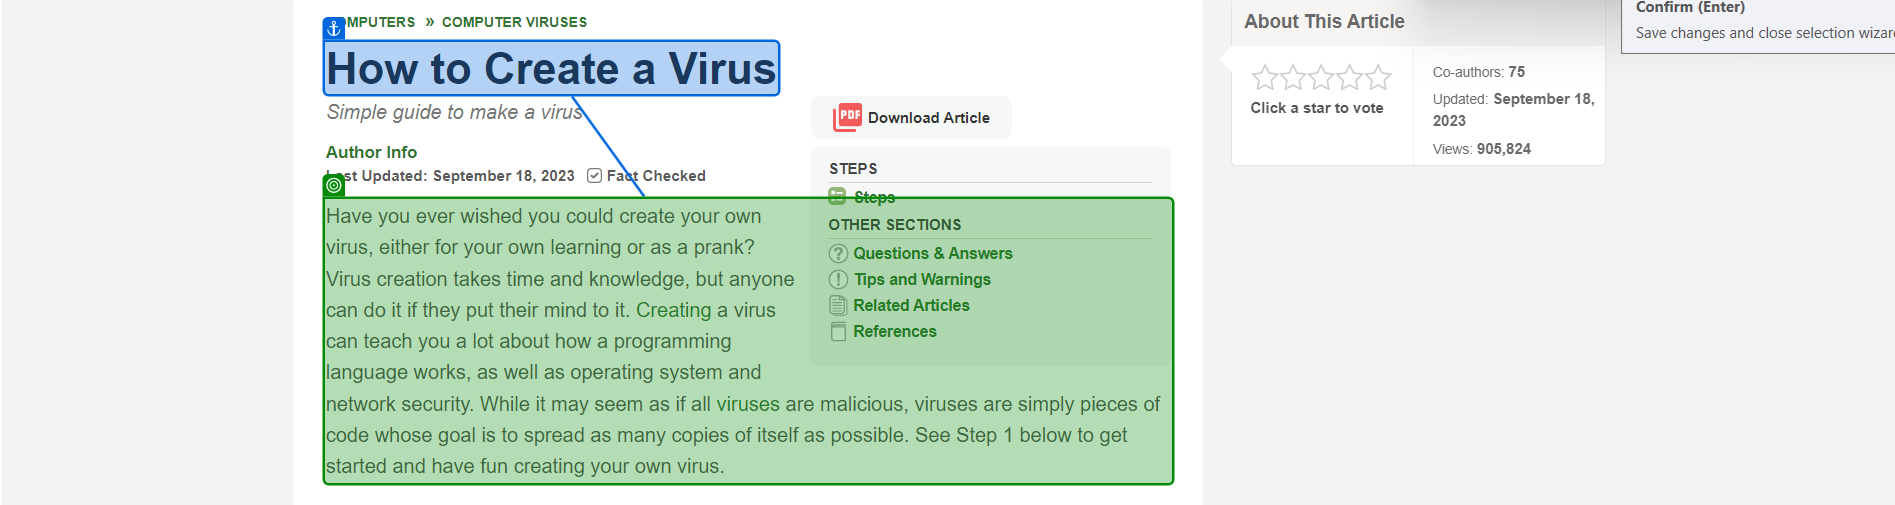 MPUTERS » COMPUTER VIRUSES
How to Create a Virus
Simple guide to make a virus
Author Info
st Updated: September 18, 2023 Fact Checked
Have you ever wished you could create your own
virus, either for your own learning or as a prank?
Virus creation takes time and knowledge, but anyone
can do it if they put their mind to it. Creating a virus
can teach you a lot about how a programming
language works, as well as operating system and
network security. While it may seem as if all viruses are malicious, viruses are simply pieces of
code whose goal is to spread as many copies of itself as possible. See Step 1 below to get
started and have fun creating your own virus.
PDF Download Article
STEPS
Steps
OTHER SECTIONS
Questions & Answers
Tips and Warnings
Related Articles
References
About This Article
Click a star to vote
Co-authors: 75
Updated: September 18,
2023
Views: 905,824
Confirm (Enter)
Save changes and close selection wizar